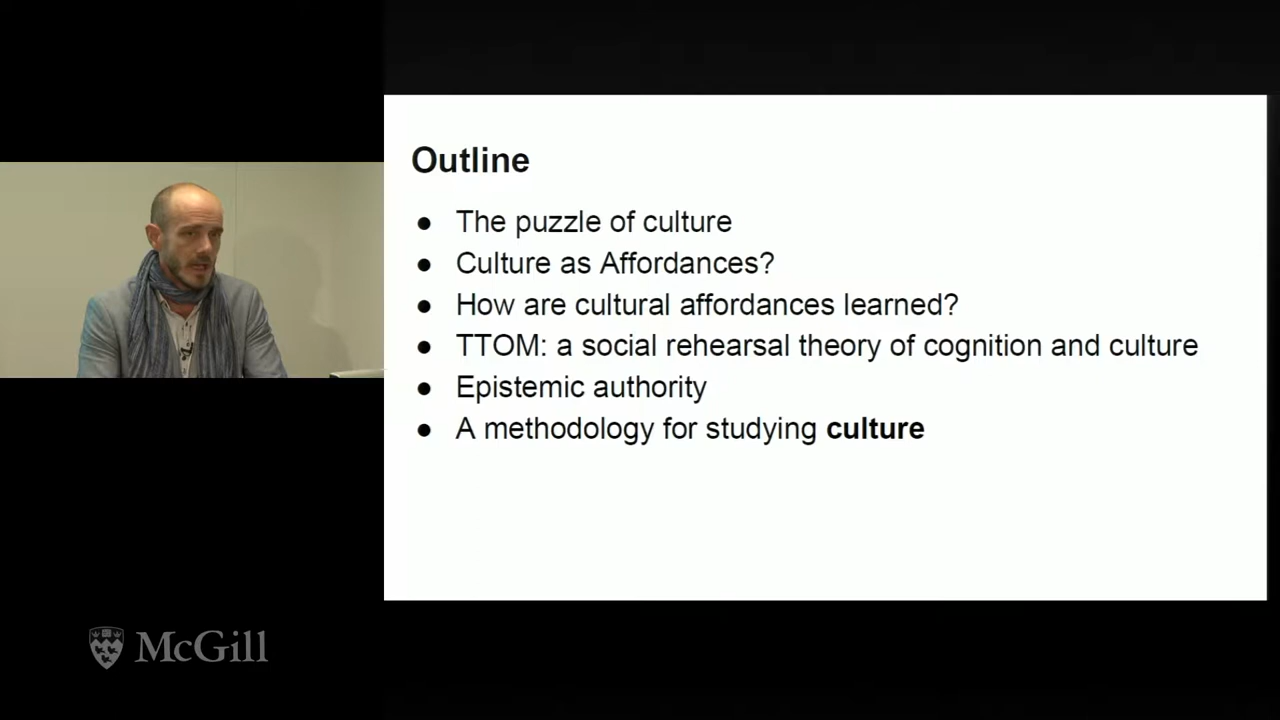 Outline
● The puzzle of culture
● Culture as Affordances?
● How are cultural affordances learned?
● TTOM: a social rehearsal theory of cognition and culture
● Epistemic authority
● A methodology for studying culture
McGill